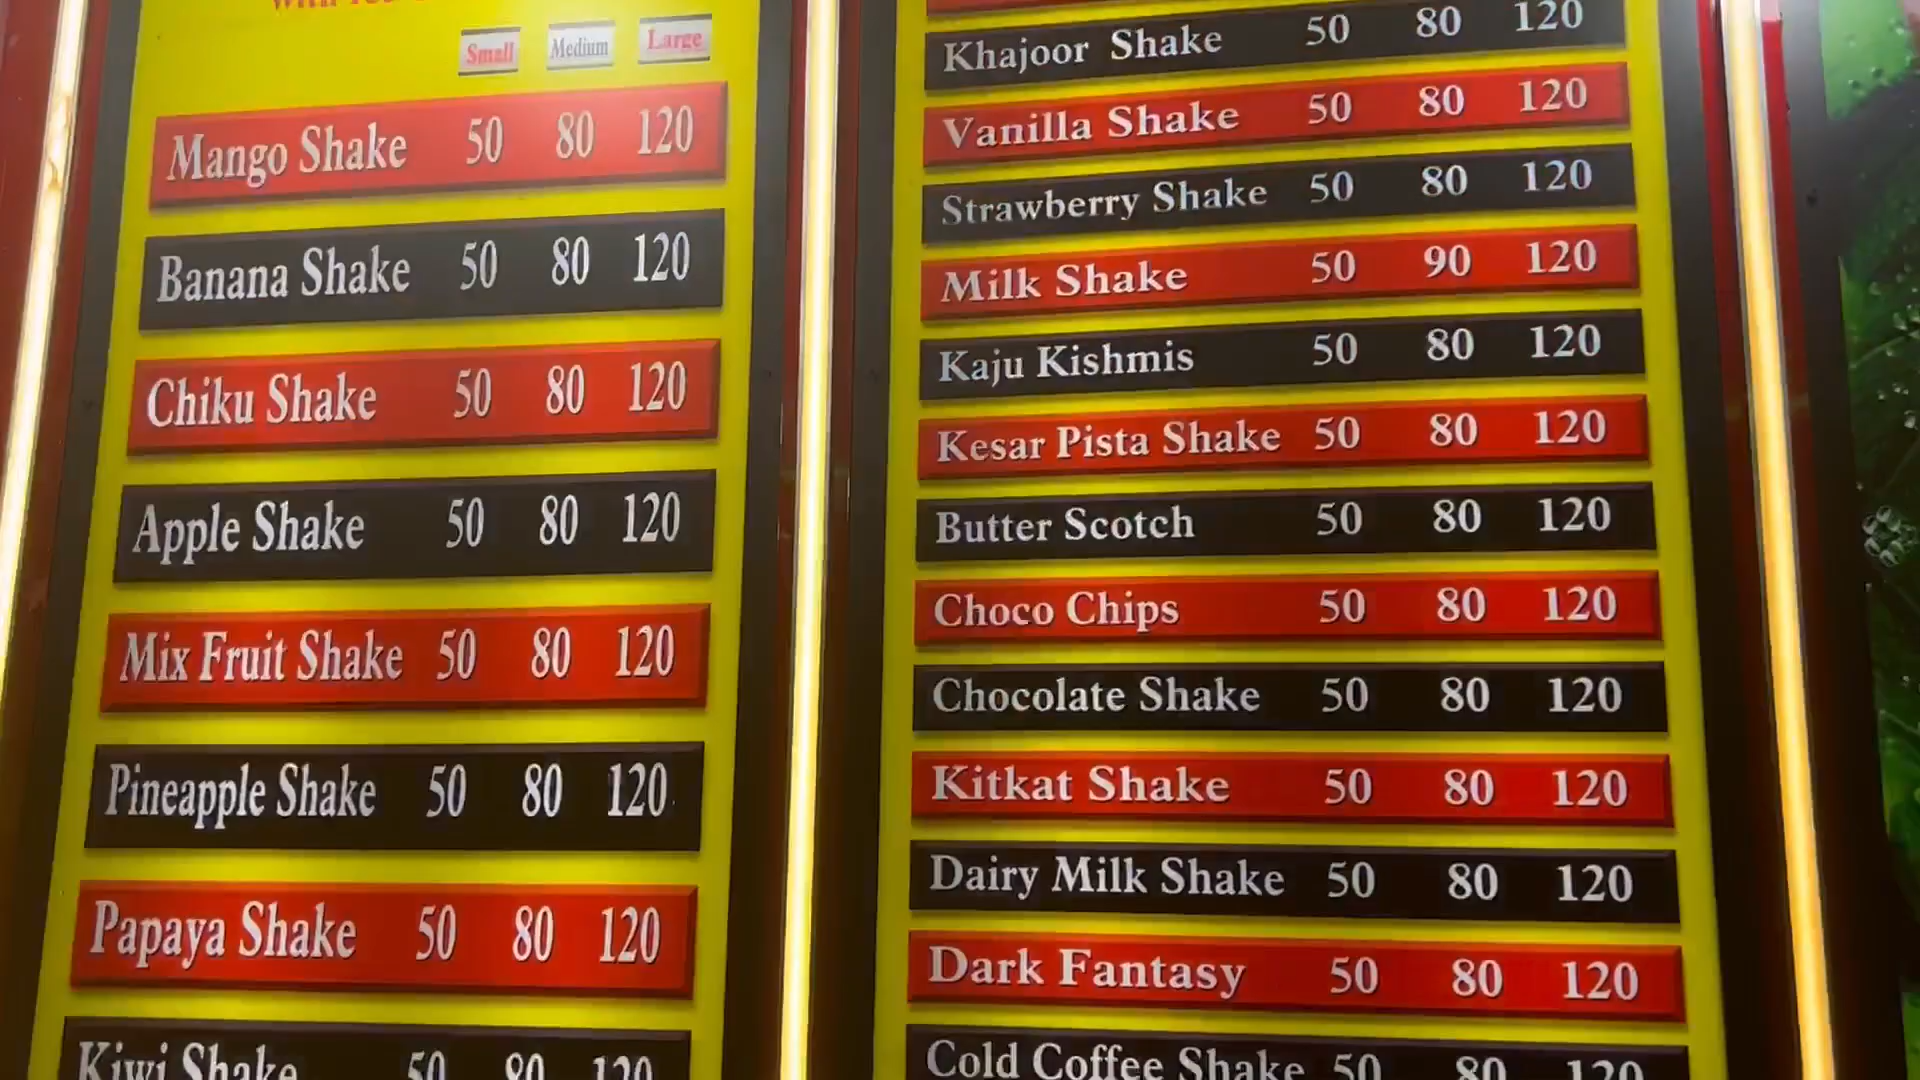 Small Medium Large
Mango Shake 50 80 120
Banana Shake 50 80 120
Chiku Shake 50 80 120
Apple Shake 50 80 120
Mix Fruit Shake 50 80 120
Pineapple Shake 50 80 120
Papaya Shake 50 80 120
Kiwi Shake 50 80 120
Khajoor Shake 50 80 120
Vanilla Shake 50 80 120
Strawberry Shake 50 80 120
Milk Shake 50 90 120
Kaju Kishmis 50 80 120
Kesar Pista Shake 50 80 120
Butter Scotch 50 80 120
Choco Chips 50 80 120
Chocolate Shake 50 80 120
Kitkat Shake 50 80 120
Dairy Milk Shake 50 80 120
Dark Fantasy 50 80 120
Cold Coffee Shake 50 80 120